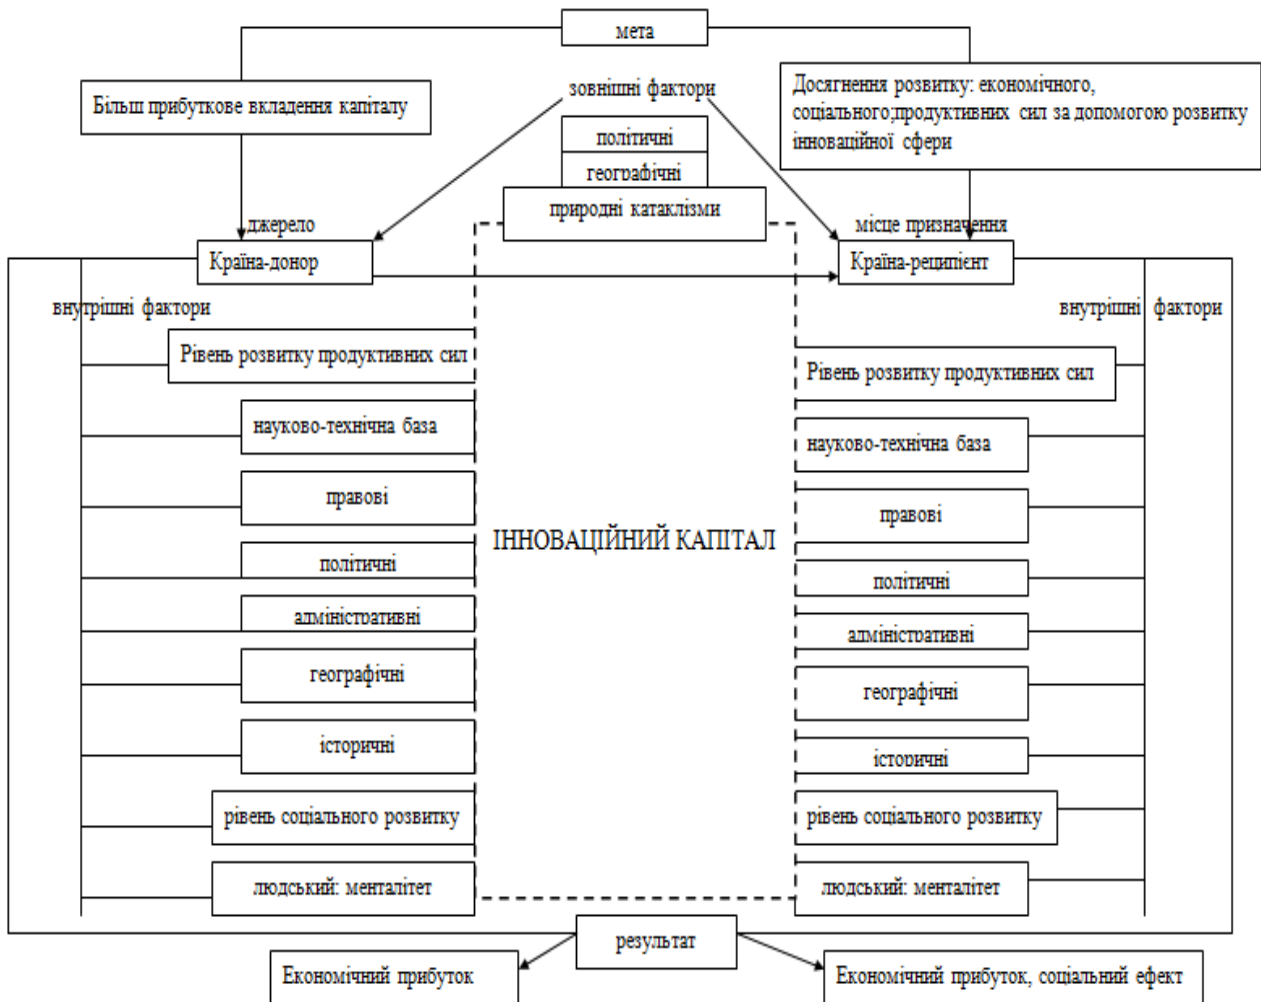 мета
Більш прибуткове вкладення капіталу
зовнішні фактори
Досягнення розвитку: економічного,
соціального;продуктивних сил за допомогою розвитку
інноваційної сфери
політичні
географічні
природні катаклізми
джерело
місце призначення
Країна-донор
Країна-реципієнт
внутрішні фактори
внутрішні фактори
Рівень розвитку продуктивних сил
Рівень розвитку продуктивних сил
науково-технічна база
науково-технічна база
правові
правові
ІННОВАЦІЙНИЙ КАПІТАЛ
політичні
політичні
адміністративні
адміністративні
географічні
географічні
історичні
історичні
рівень соціального розвитку
рівень соціального розвитку
людський: менталітет
людський: менталітет
результат
Економічний прибуток
Економічний прибуток, соціальний ефект